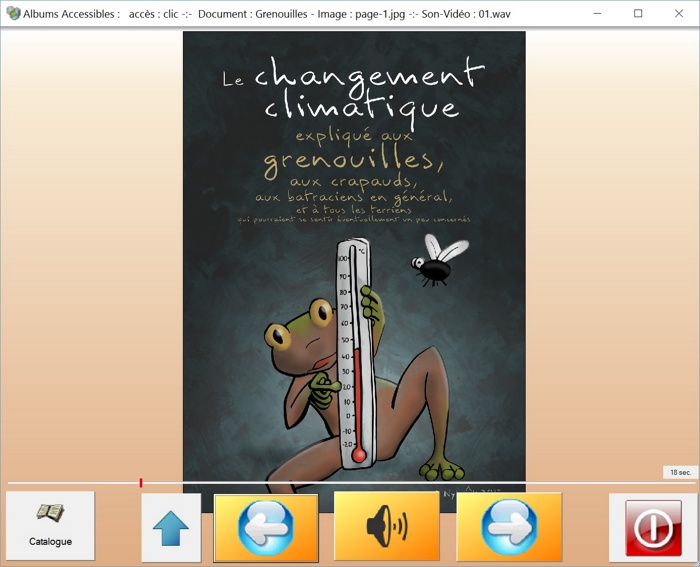 Albums Accessibles :   accès : clic -:-  Document : Grenouilles - Image : page-1.jpg -:- Son-Vidéo : 01.wav
Le changement
climatique
expliqué aux
grenouilles,
aux crapauds,
aux batraciens en général,
et à tous les terriens
qui pourraient se sentir éventuellement un peu concernés
°C
100
90
80
70
60
50
40
30
20
10
0
-10
-20
18 sec.
Catalogue